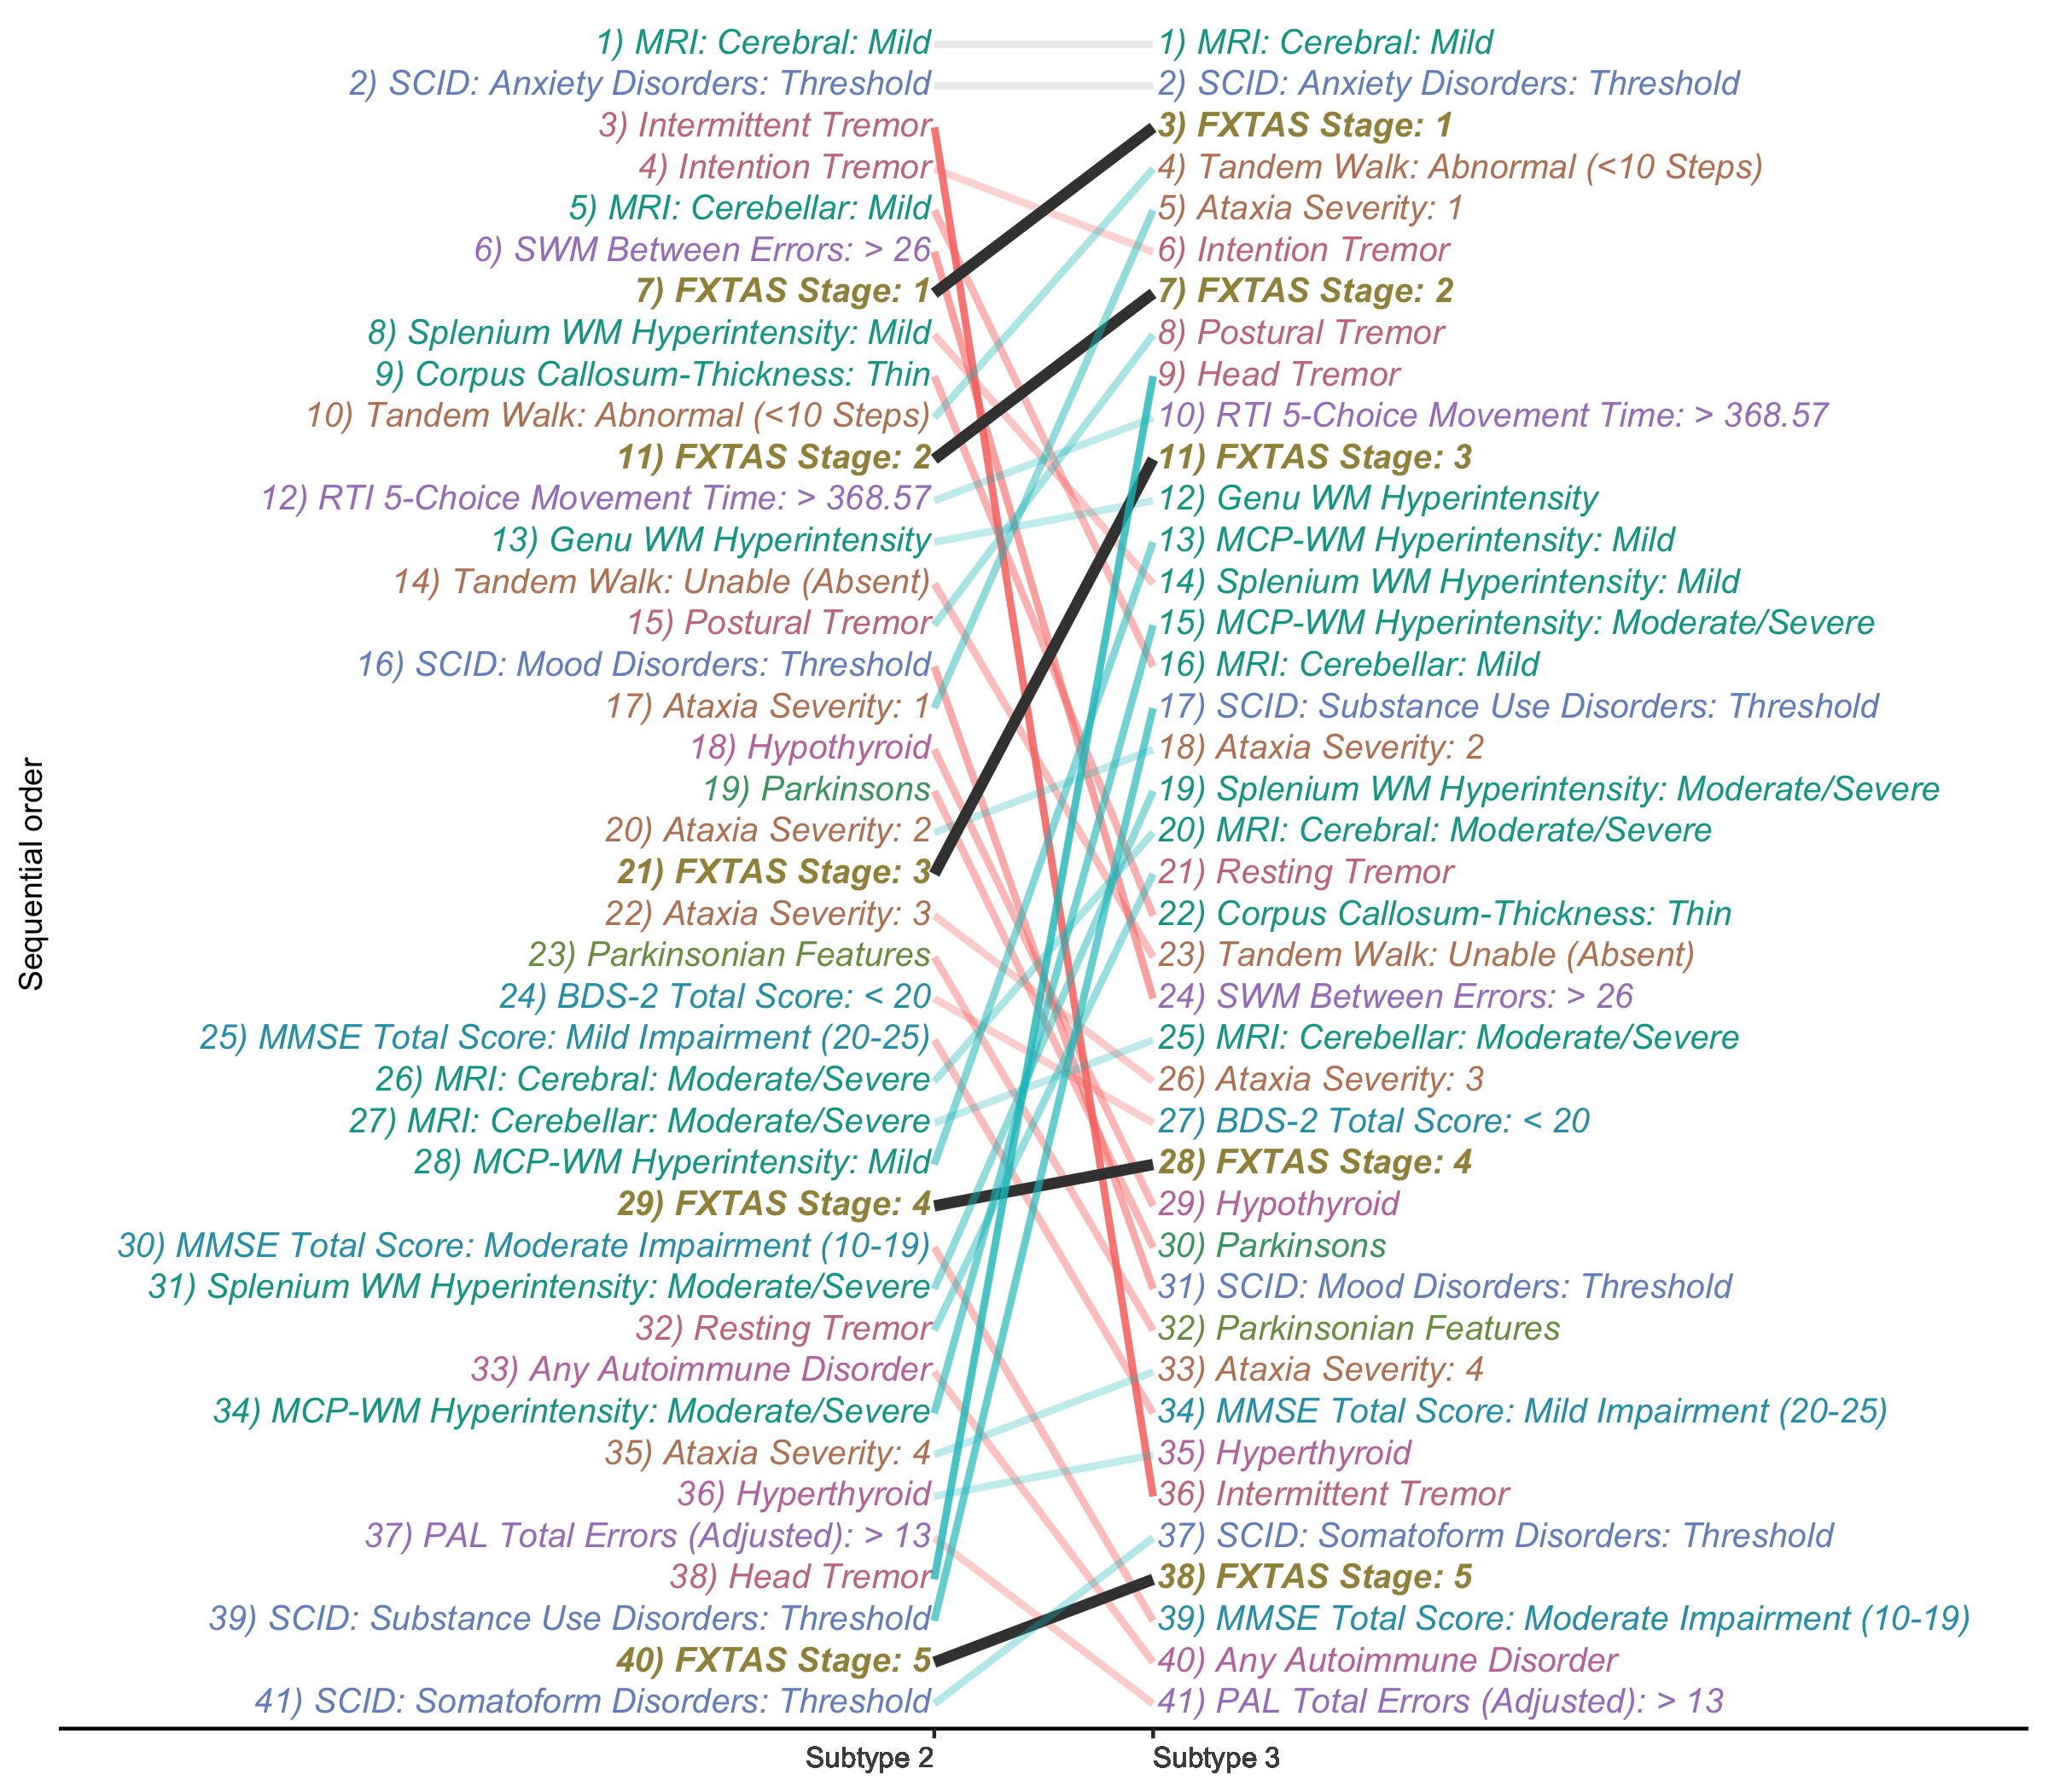 Sequential order
1) MRI: Cerebral: Mild
2) SCID: Anxiety Disorders: Threshold
3) Intermittent Tremor
4) Intention Tremor
5) MRI: Cerebellar: Mild
6) SWM Between Errors: > 26
7) FXTAS Stage: 1
8) Splenium WM Hyperintensity: Mild
9) Corpus Callosum-Thickness: Thin
10) Tandem Walk: Abnormal (<10 Steps)
11) FXTAS Stage: 2
12) RTI 5-Choice Movement Time: > 368.57
13) Genu WM Hyperintensity
14) Tandem Walk: Unable (Absent)
15) Postural Tremor
16) SCID: Mood Disorders: Threshold
17) Ataxia Severity: 1
18) Hypothyroid
19) Parkinsons
20) Ataxia Severity: 2
21) FXTAS Stage: 3
22) Ataxia Severity: 3
23) Parkinsonian Features
24) BDS-2 Total Score: < 20
25) MMSE Total Score: Mild Impairment (20-25)
26) MRI: Cerebral: Moderate/Severe
27) MRI: Cerebellar: Moderate/Severe
28) MCP-WM Hyperintensity: Mild
29) FXTAS Stage: 4
30) MMSE Total Score: Moderate Impairment (10-19)
31) Splenium WM Hyperintensity: Moderate/Severe
32) Resting Tremor
33) Any Autoimmune Disorder
34) MCP-WM Hyperintensity: Moderate/Severe
35) Ataxia Severity: 4
36) Hyperthyroid
37) PAL Total Errors (Adjusted): > 13
38) Head Tremor
39) SCID: Substance Use Disorders: Threshold
40) FXTAS Stage: 5
41) SCID: Somatoform Disorders: Threshold
Subtype 2
1) MRI: Cerebral: Mild
2) SCID: Anxiety Disorders: Threshold
3) FXTAS Stage: 1
4) Tandem Walk: Abnormal (<10 Steps)
5) Ataxia Severity: 1
6) Intention Tremor
7) FXTAS Stage: 2
8) Postural Tremor
9) Head Tremor
10) RTI 5-Choice Movement Time: > 368.57
11) FXTAS Stage: 3
12) Genu WM Hyperintensity
13) MCP-WM Hyperintensity: Mild
14) Splenium WM Hyperintensity: Mild
15) MCP-WM Hyperintensity: Moderate/Severe
16) MRI: Cerebellar: Mild
17) SCID: Substance Use Disorders: Threshold
18) Ataxia Severity: 2
19) Splenium WM Hyperintensity: Moderate/Severe
20) MRI: Cerebral: Moderate/Severe
21) Resting Tremor
22) Corpus Callosum-Thickness: Thin
23) Tandem Walk: Unable (Absent)
24) SWM Between Errors: > 26
25) MRI: Cerebellar: Moderate/Severe
26) Ataxia Severity: 3
27) BDS-2 Total Score: < 20
28) FXTAS Stage: 4
29) Hypothyroid
30) Parkinsons
31) SCID: Mood Disorders: Threshold
32) Parkinsonian Features
33) Ataxia Severity: 4
34) MMSE Total Score: Mild Impairment (20-25)
35) Hyperthyroid
36) Intermittent Tremor
37) SCID: Somatoform Disorders: Threshold
38) FXTAS Stage: 5
39) MMSE Total Score: Moderate Impairment (10-19)
40) Any Autoimmune Disorder
41) PAL Total Errors (Adjusted): > 13
Subtype 3